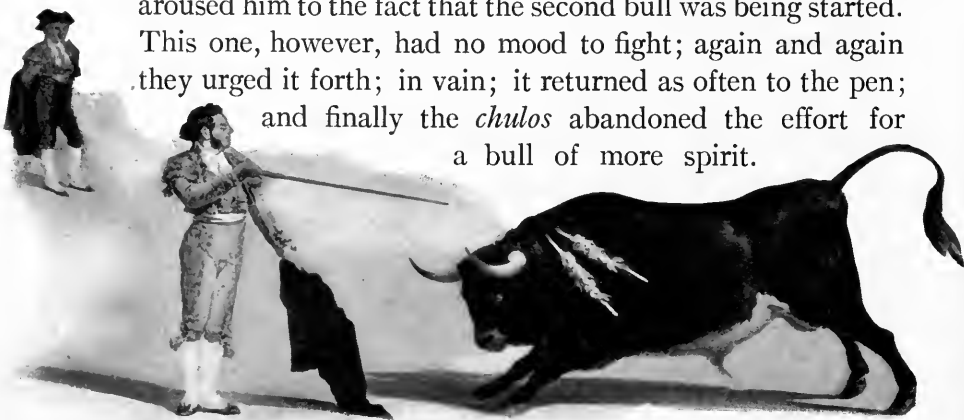 aroused him to the fact that the second bull was being started.
This one, however, had no mood to fight; again and again
they urged it forth; in vain; it returned as often to the pen;
and finally the chulos abandoned the effort for
a bull of more spirit.